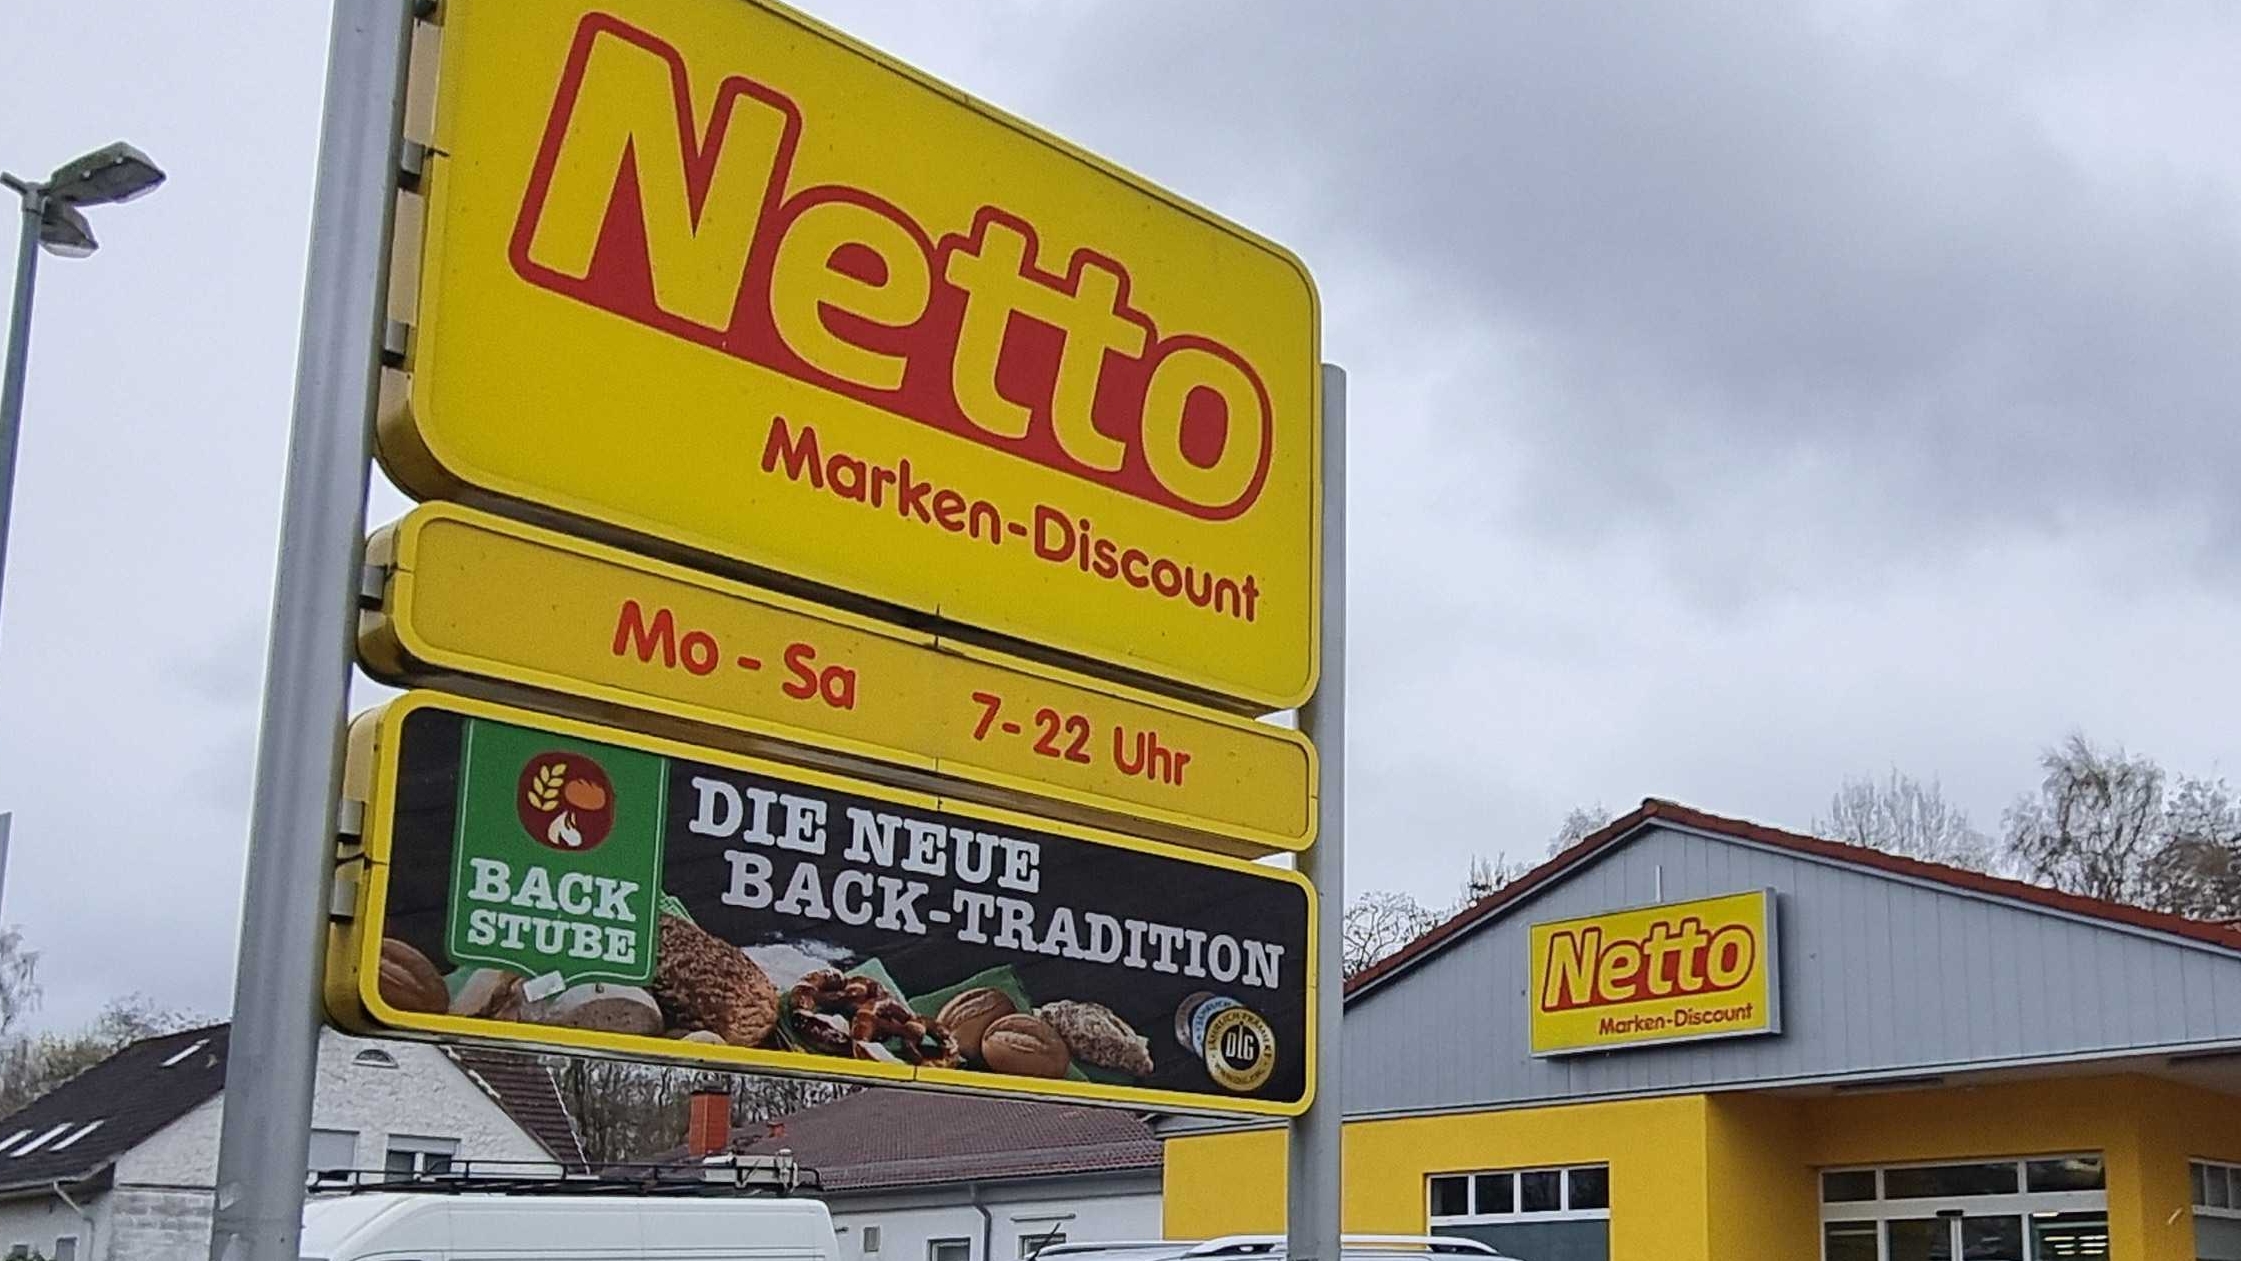 Netto
Marken-Discount
Mo - Sa 7-22 Uhr
BACK
STUBE
DIE NEUE
BACK-TRADITION
DLG
Netto
Marken-Discount